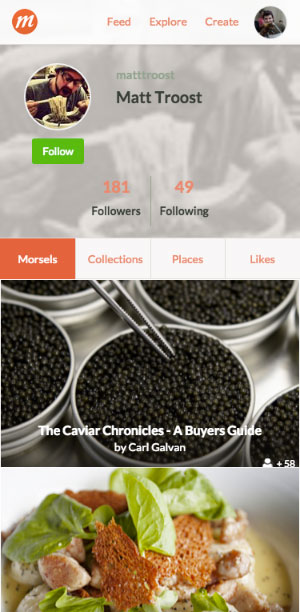 m
Feed Explore Create
matttroost
Matt Troost
Follow
181 49
Followers Following
Morsels Collections Places Likes
The Caviar Chronicles - A Buyers Guide
by Carl Galvan
+ 58